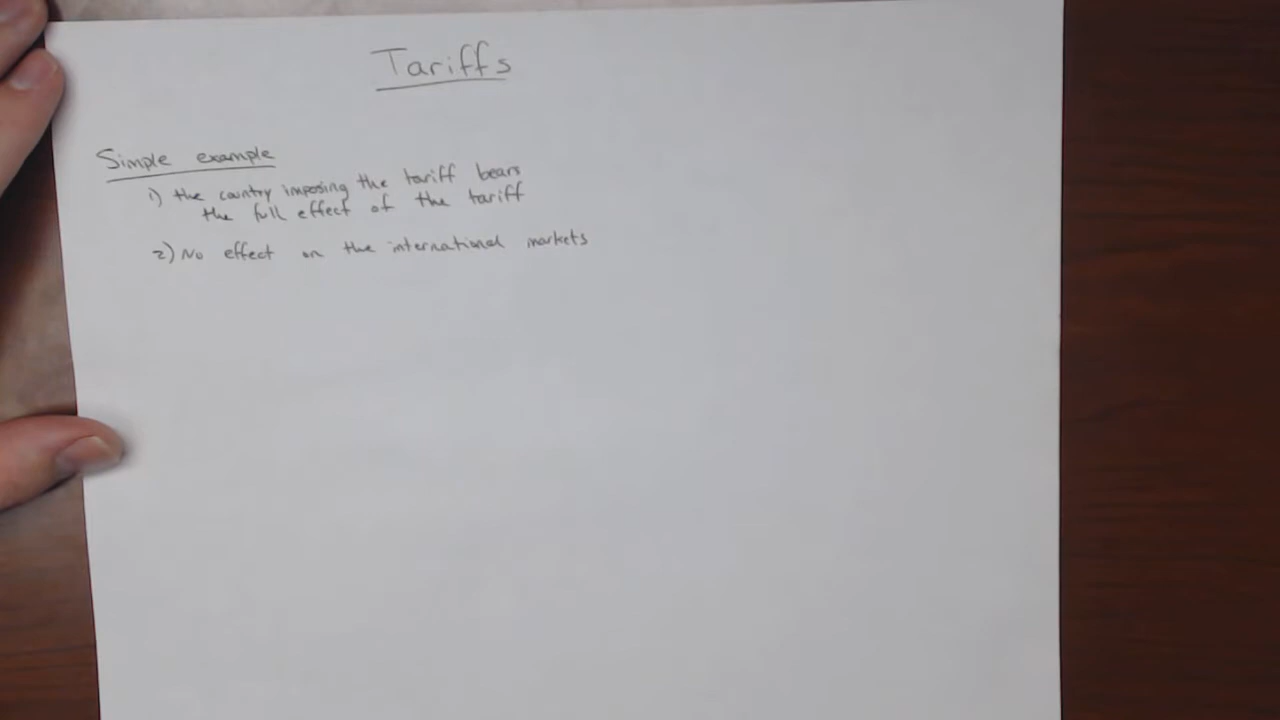 Tariffs
Simple example
1) the country imposing the tariff bears
the full effect of the tariff
2) No effect on the international markets